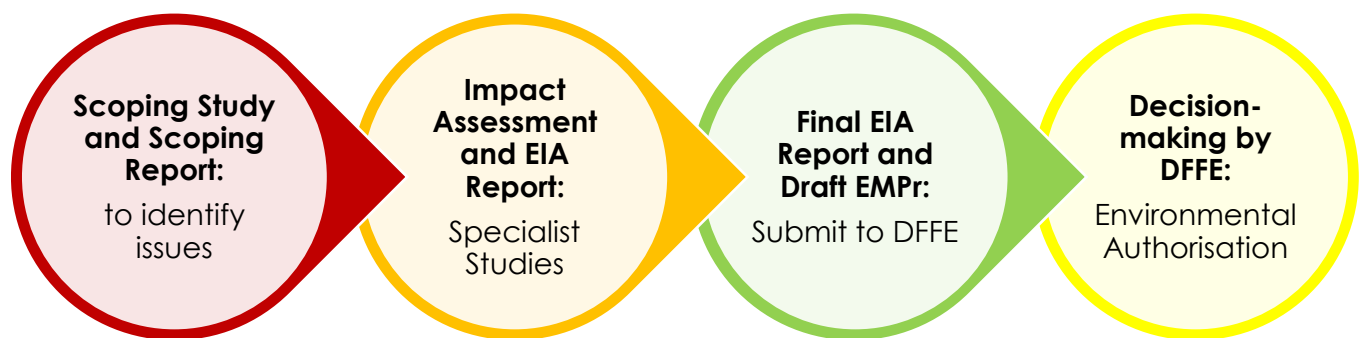 Scoping Study
and Scoping
Report:
to identify
issues
Impact
Assessment
and EIA
Report:
Specialist
Studies
Final EIA
Report and
Draft EMPr:
Submit to DFFE
Decision-
making by
DFFE:
Environmental
Authorisation